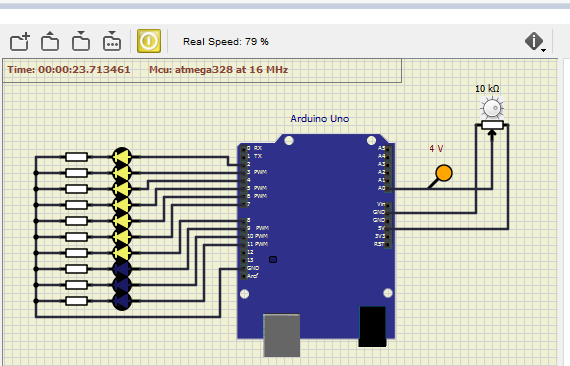 Real Speed: 79 %
Time: 00:00:23.713461 Mcu: atmega328 at 16 MHz
10 kΩ
Arduino Uno
4 V
0 RX
1 TX
2
3 PWM
4
5 PWM
6 PWM
7
8
9 PWM
10 PWM
11 PWM
12
13
GND
Aref
A5
A4
A3
A2
A1
A0
Vin
GND
GND
5V
3V3
RST